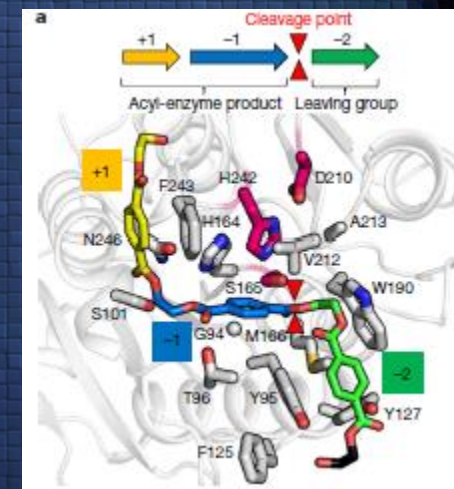 a
Cleavage point
+1 −1 −2
Acyl-enzyme product Leaving group
+1
F243 H242 D210
H164 A213
N246 V212
S165 W190
S101
−1 G94 M166
−2
T96 Y95 Y127
F125